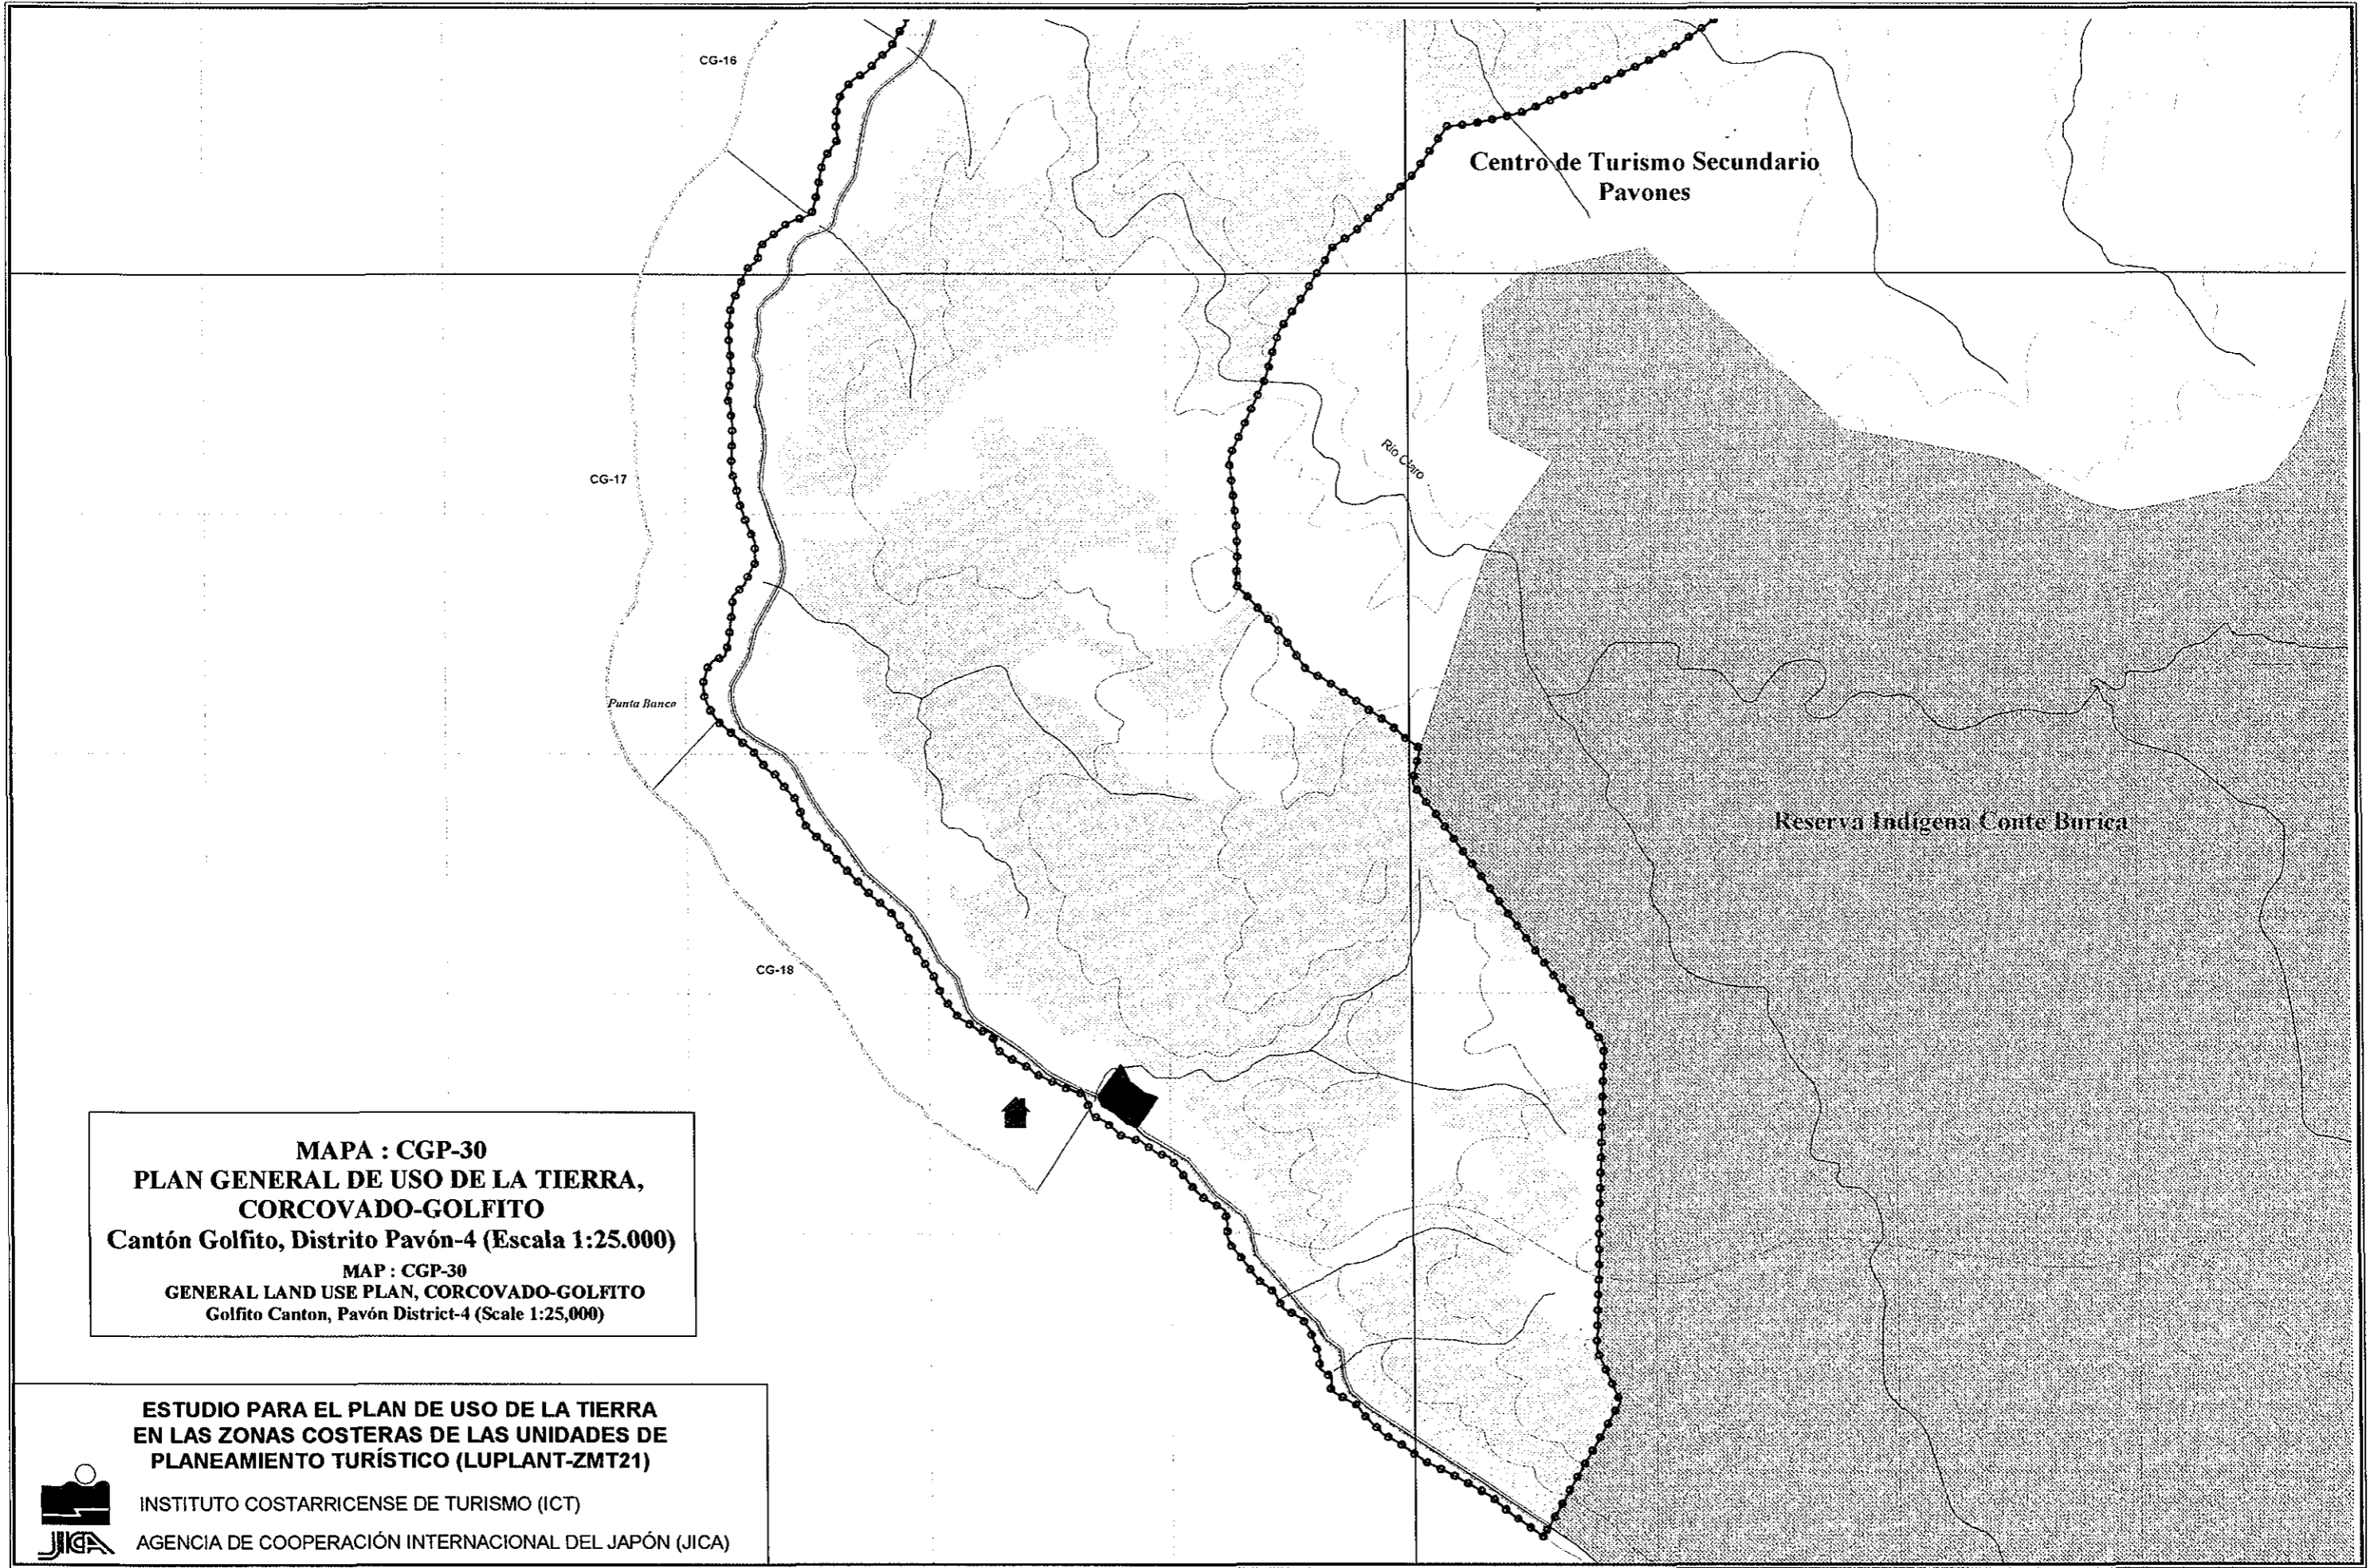 CG-16
Centro de Turismo Secundario
Pavones
Río Claro
CG-17
Punta Banco
Reserva Indígena Conte Burica
CG-18
MAPA : CGP-30
PLAN GENERAL DE USO DE LA TIERRA,
CORCOVADO-GOLFITO
Cantón Golfito, Distrito Pavón-4 (Escala 1:25.000)
MAP : CGP-30
GENERAL LAND USE PLAN, CORCOVADO-GOLFITO
Golfito Canton, Pavón District-4 (Scale 1:25,000)
ESTUDIO PARA EL PLAN DE USO DE LA TIERRA
EN LAS ZONAS COSTERAS DE LAS UNIDADES DE
PLANEAMIENTO TURÍSTICO (LUPLANT-ZMT21)
INSTITUTO COSTARRICENSE DE TURISMO (ICT)
JICA AGENCIA DE COOPERACIÓN INTERNACIONAL DEL JAPÓN (JICA)